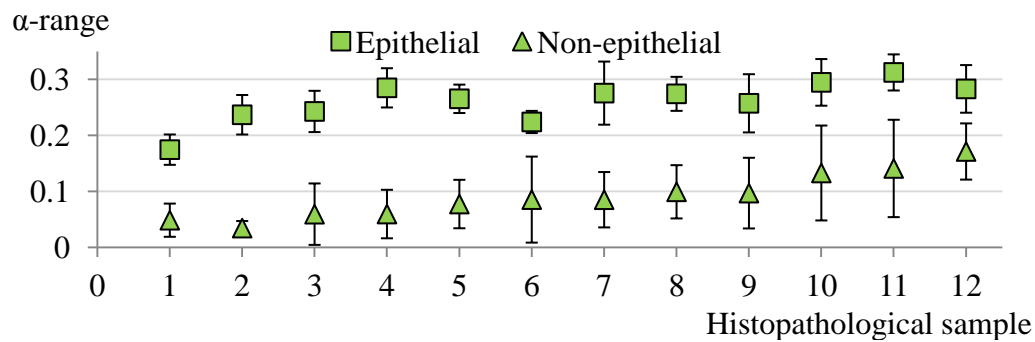 α-range
Epithelial Non-epithelial
0.3
0.2
0.1
0
0 1 2 3 4 5 6 7 8 9 10 11 12
Histopathological sample